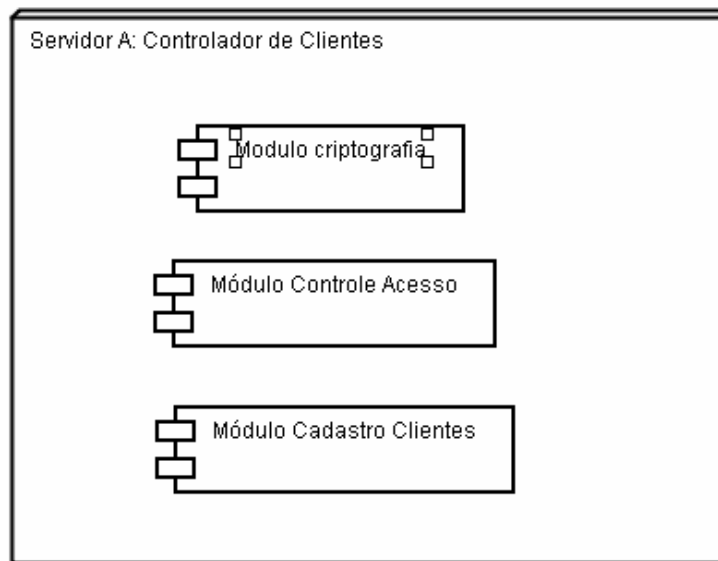 Servidor A: Controlador de Clientes
Modulo criptografia
Módulo Controle Acesso
Módulo Cadastro Clientes